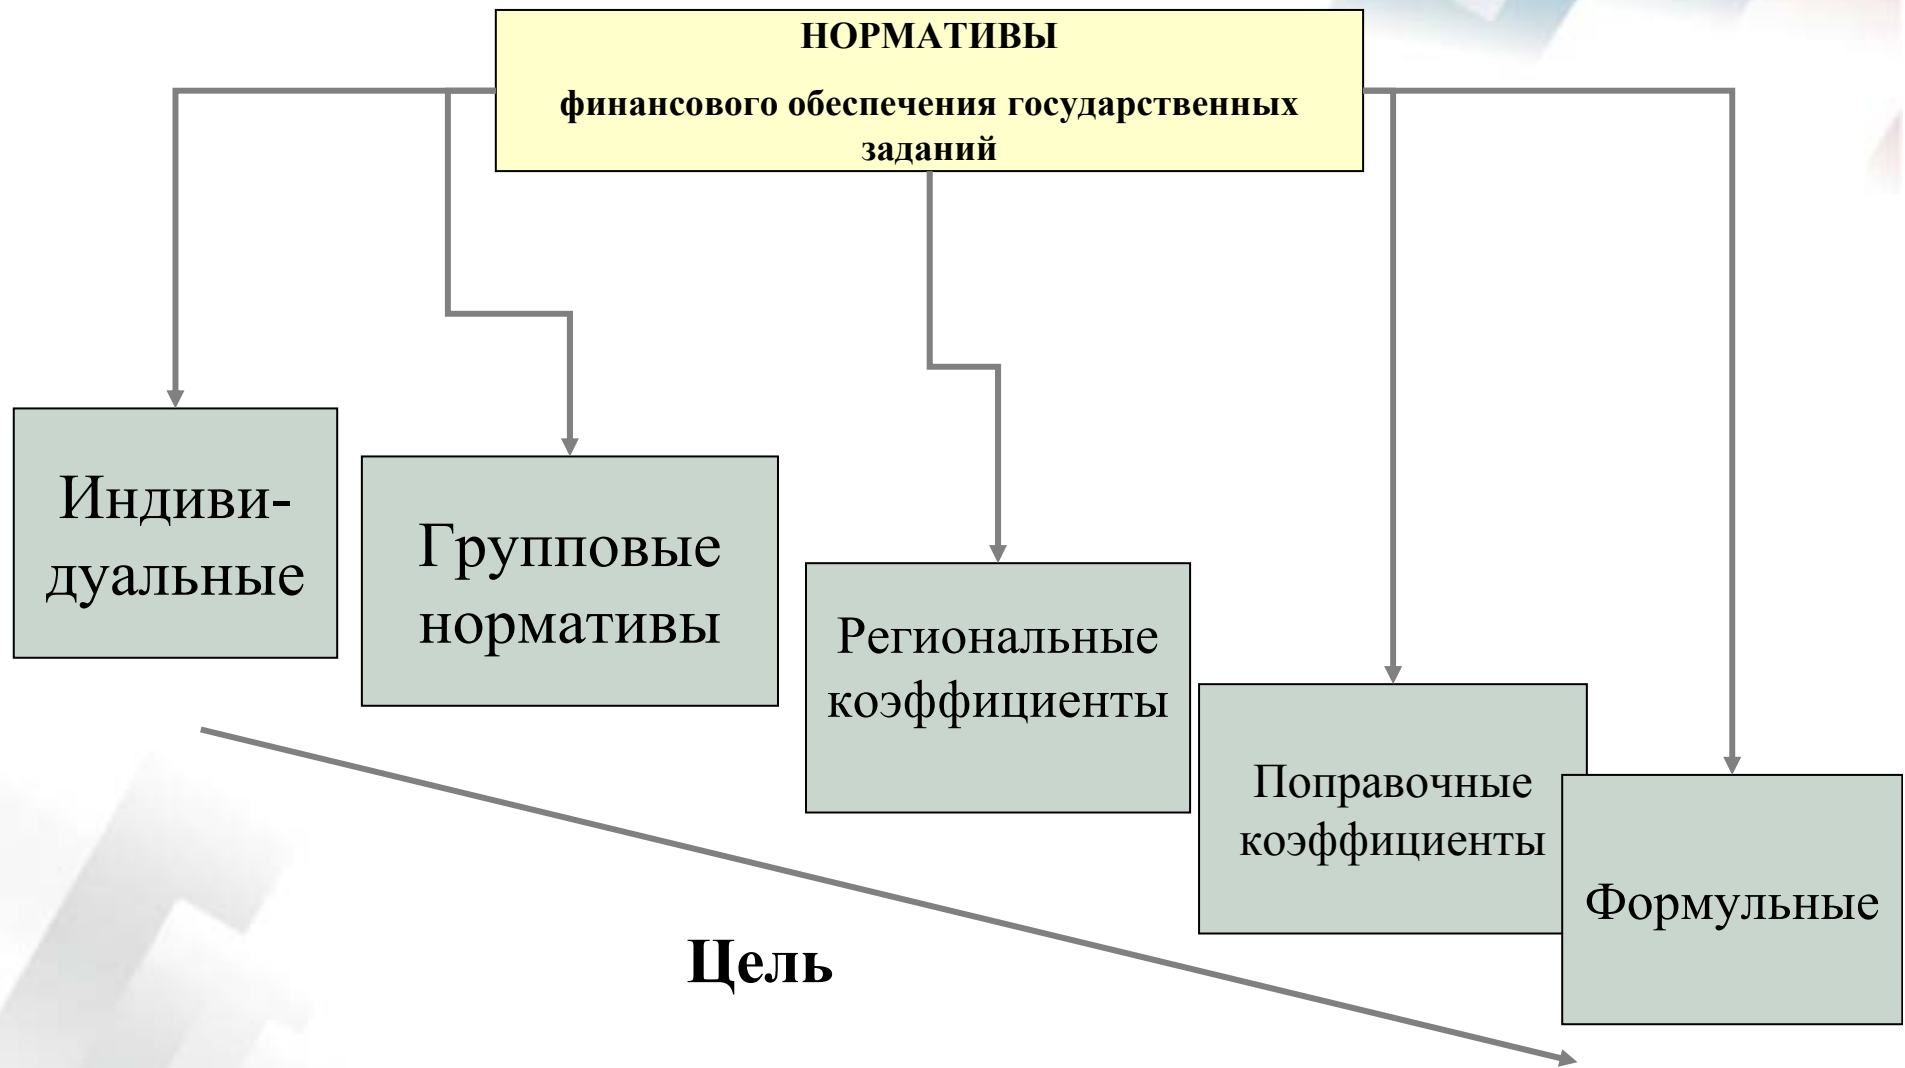 НОРМАТИВЫ
финансового обеспечения государственных
заданий
Индиви-
дуальные
Групповые
нормативы
Региональные
коэффициенты
Поправочные
коэффициенты
Формульные
Цель